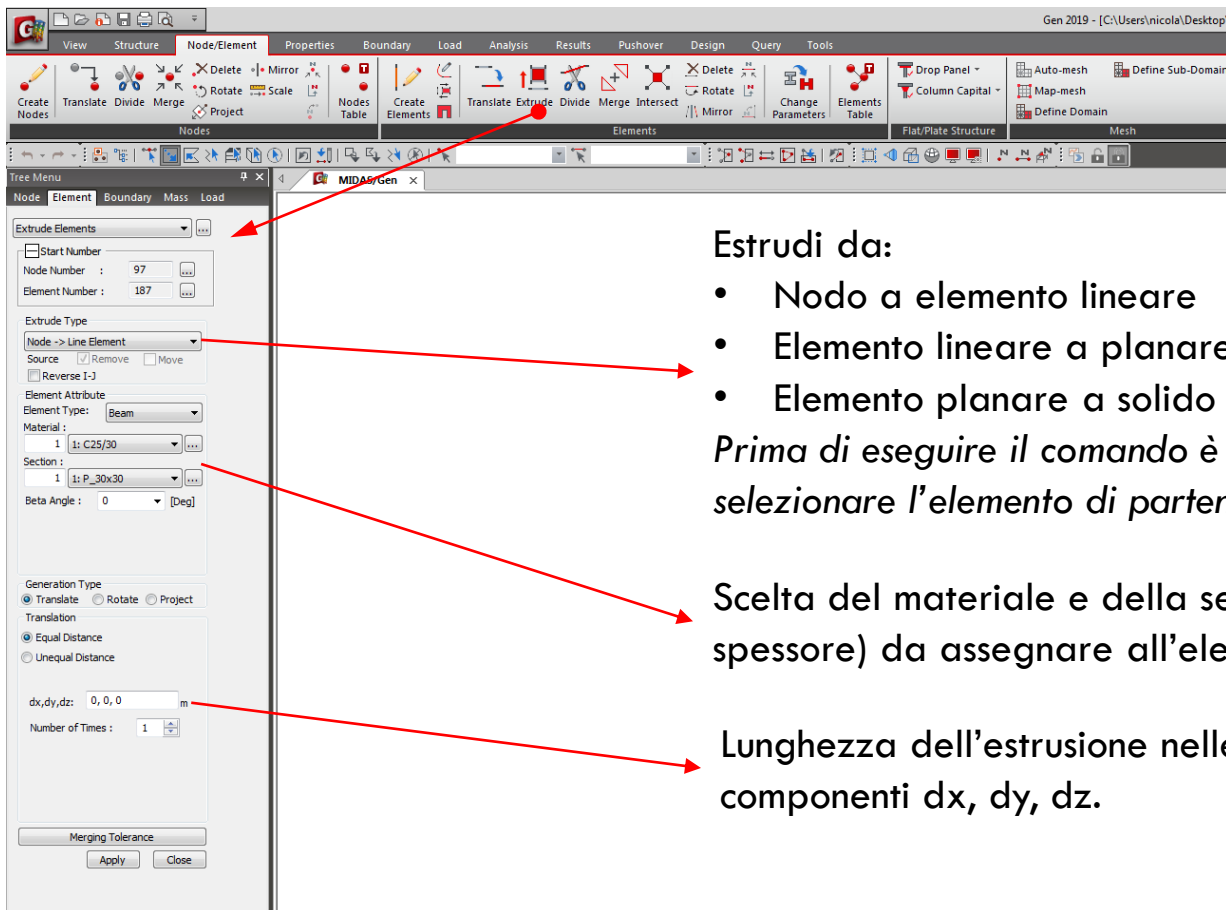 Gen 2019 - [C:\Users\nicola\Desktop
View Structure Node/Element Properties Boundary Load Analysis Results Pushover Design Query Tools
Create Nodes
Translate
Divide
Merge
Delete
Rotate
Project
Mirror
Scale
Nodes Table
Create Elements
Translate
Extrude
Divide
Merge
Intersect
Delete
Rotate
Mirror
Change Parameters
Elements Table
Drop Panel
Column Capital
Auto-mesh
Map-mesh
Define Domain
Define Sub-Domain
Nodes
Elements
Flat/Plate Structure
Mesh
Tree Menu
MIDAS/Gen
Node Element Boundary Mass Load
Extrude Elements
Start Number
Node Number : 97
Element Number : 187
Extrude Type
Node -> Line Element
Source Remove Move
Reverse I-J
Element Attribute
Element Type: Beam
Material :
1 1: C25/30
Section :
1 1: P_30x30
Beta Angle : 0 [Deg]
Generation Type
Translate Rotate Project
Translation
Equal Distance
Unequal Distance
dx,dy,dz: 0, 0, 0 m
Number of Times : 1
Merging Tolerance
Apply Close
Estrudi da:
• Nodo a elemento lineare
• Elemento lineare a planare
• Elemento planare a solido
Prima di eseguire il comando è
selezionare l'elemento di parten
Scelta del materiale e della se
spessore) da assegnare all'ele
Lunghezza dell'estrusione nelle
componenti dx, dy, dz.